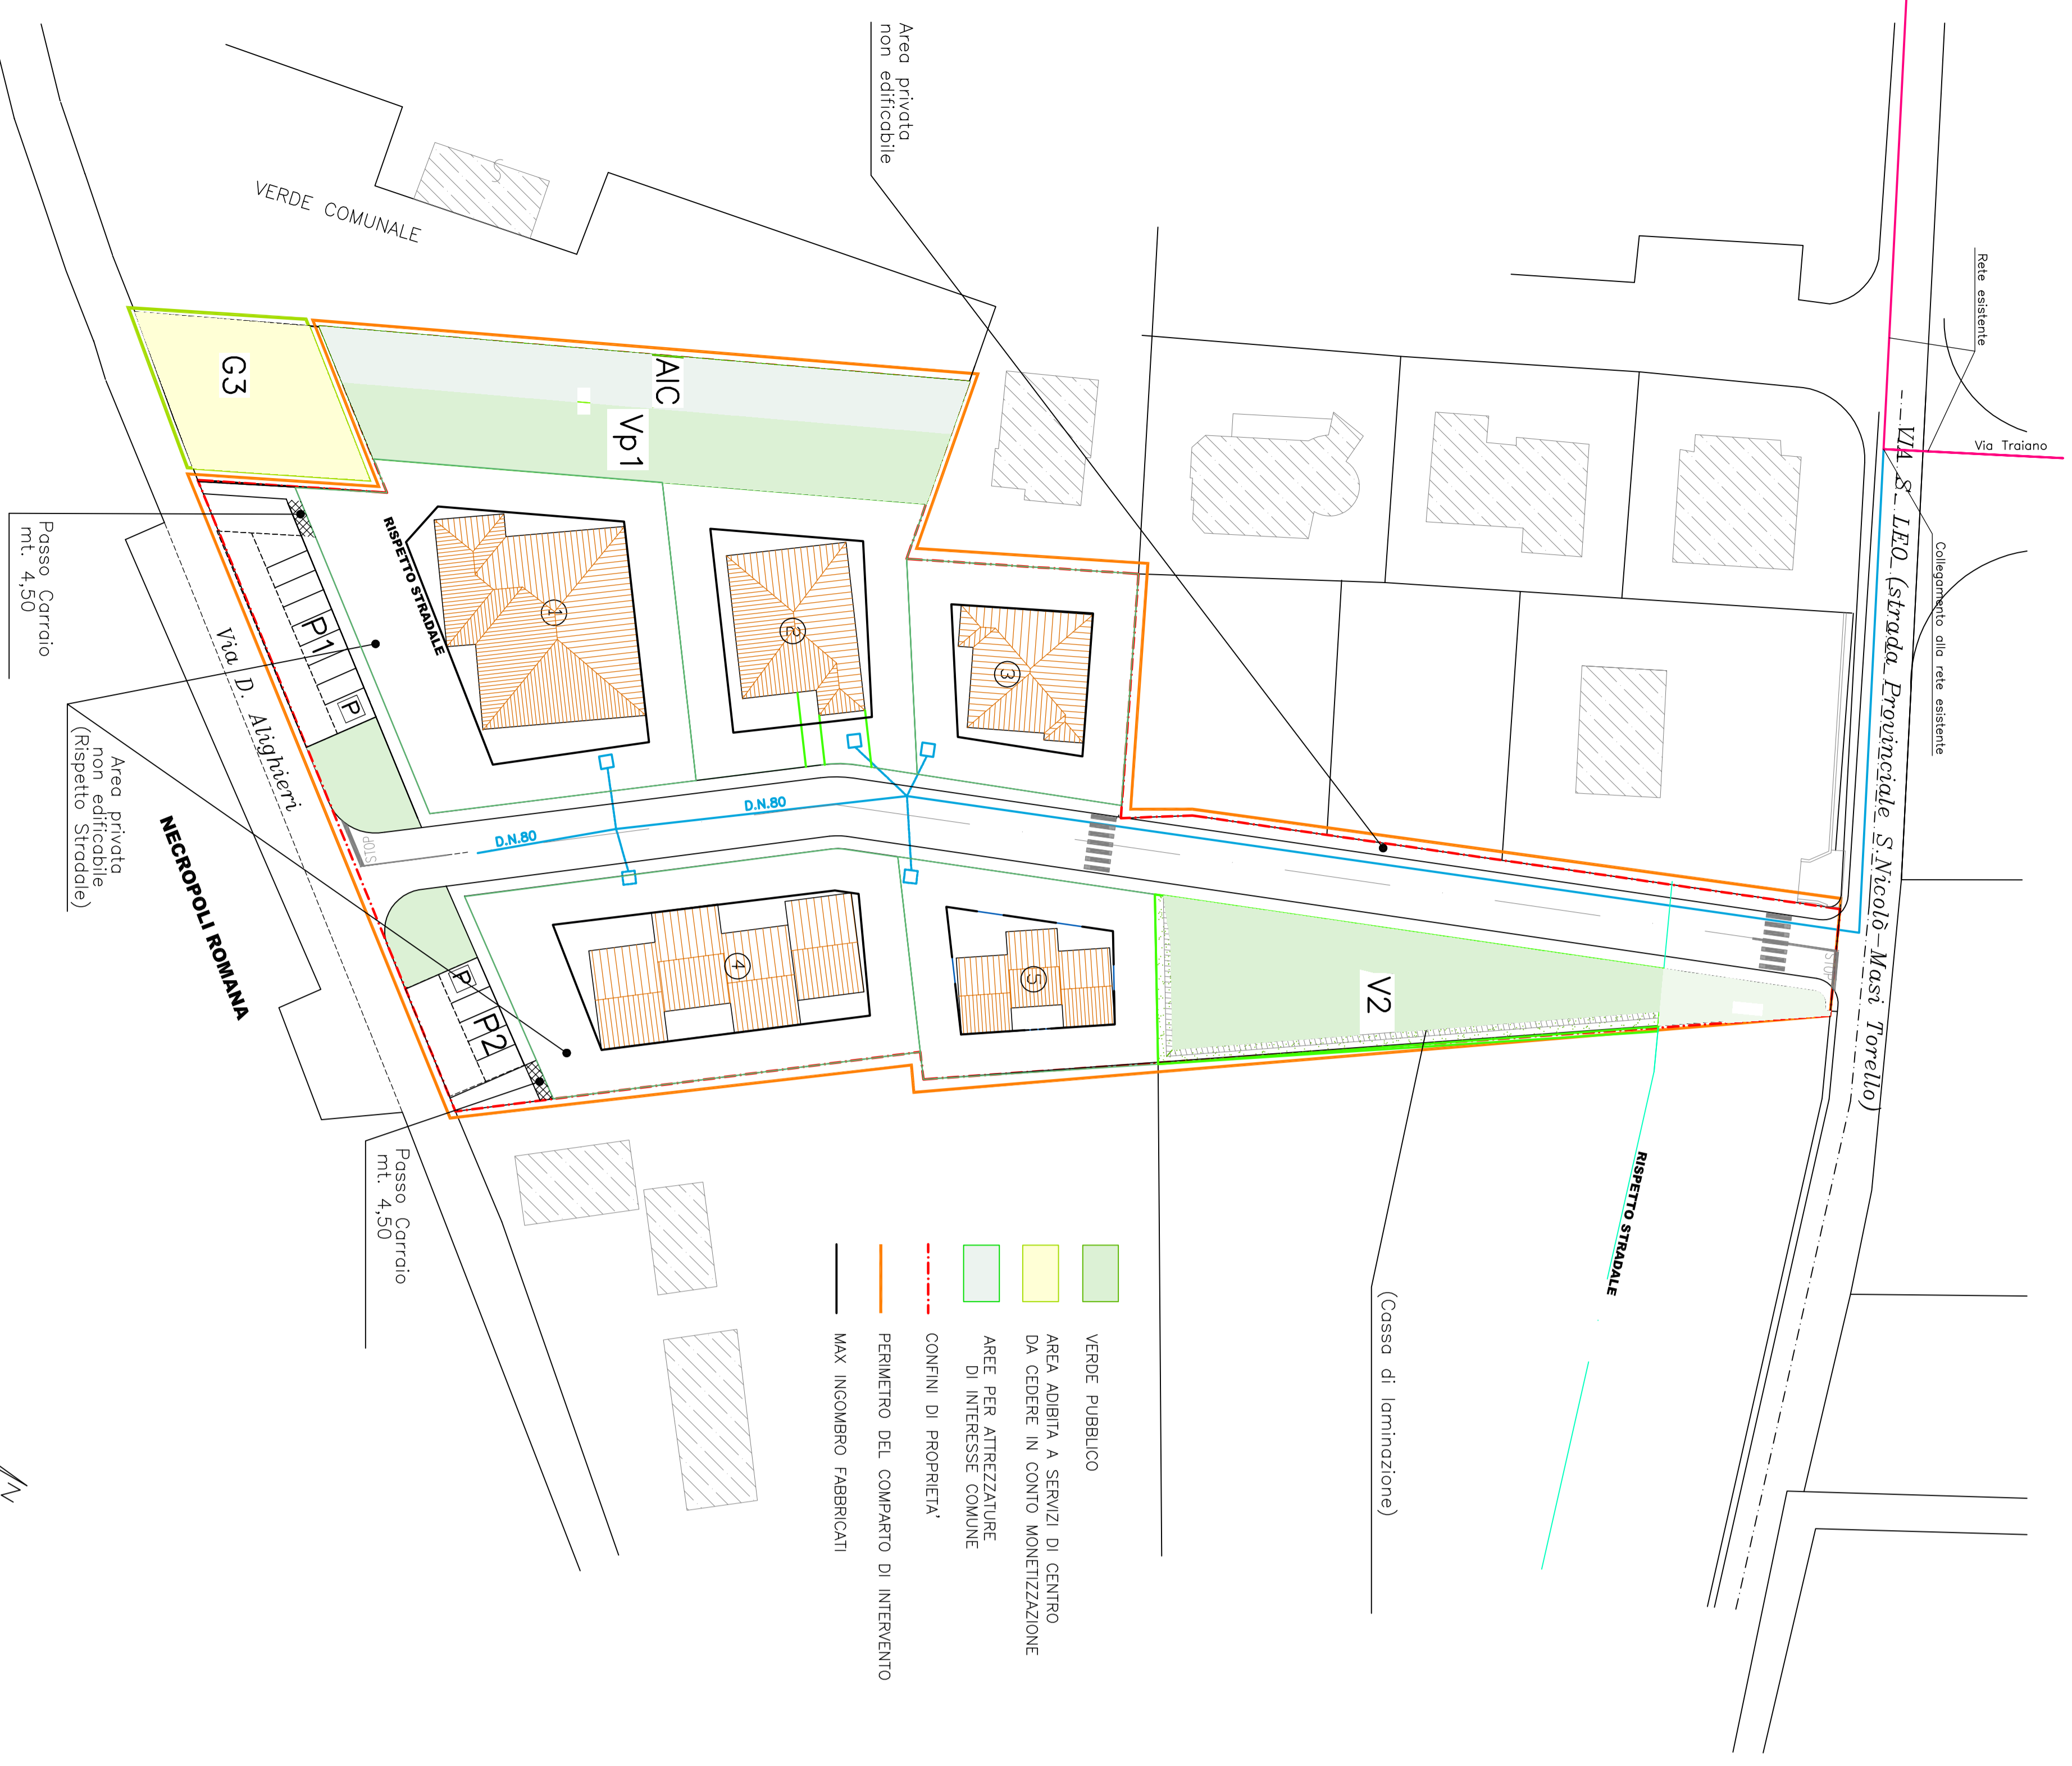 Area privata
non edificabile
Rete esistente
Via Traiano
VIA S. LEO (strada Provinciale S.Nicolò-Masi Torello)
Collegamento alla rete esistente
S
VERDE COMUNALE
G3
AIC
Vp1
RISPETTO STRADALE
1
2
3
4
5
Passo Carraio
mt. 4,50
P1
P
Via D. Alighieri
Area privata
non edificabile
(Rispetto Stradale)
NECROPOLI ROMANA
STOP
D.N.80
D.N.80
P
P2
V2
STOP
Passo Carraio
mt. 4,50
RISPETTO STRADALE
(Cassa di laminazione)
VERDE PUBBLICO
AREA ADIBITA A SERVIZI DI CENTRO
DA CEDERE IN CONTO MONETIZZAZIONE
AREE PER ATTREZZATURE
DI INTERESSE COMUNE
CONFINI DI PROPRIETA'
PERIMETRO DEL COMPARTO DI INTERVENTO
MAX INGOMBRO FABBRICATI
N